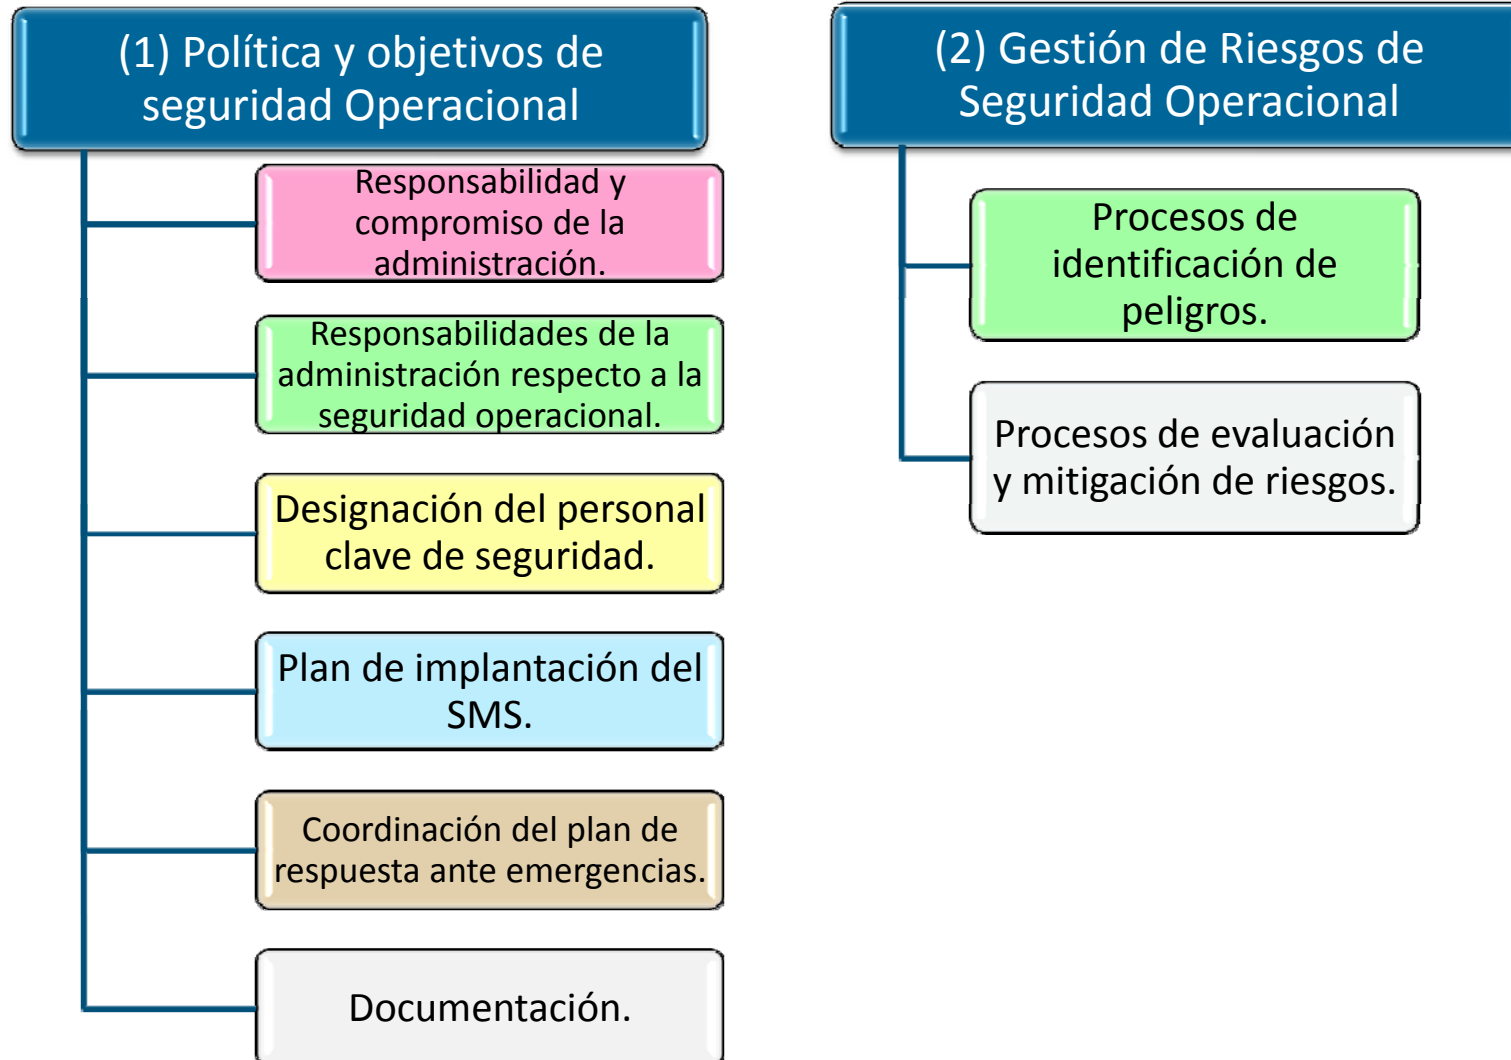 (1) Política y objetivos de
seguridad Operacional
Responsabilidad y
compromiso de la
administración.
Responsabilidades de la
administración respecto a la
seguridad operacional.
Designación del personal
clave de seguridad.
Plan de implantación del
SMS.
Coordinación del plan de
respuesta ante emergencias.
Documentación.
(2) Gestión de Riesgos de
Seguridad Operacional
Procesos de
identificación de
peligros.
Procesos de evaluación
y mitigación de riesgos.